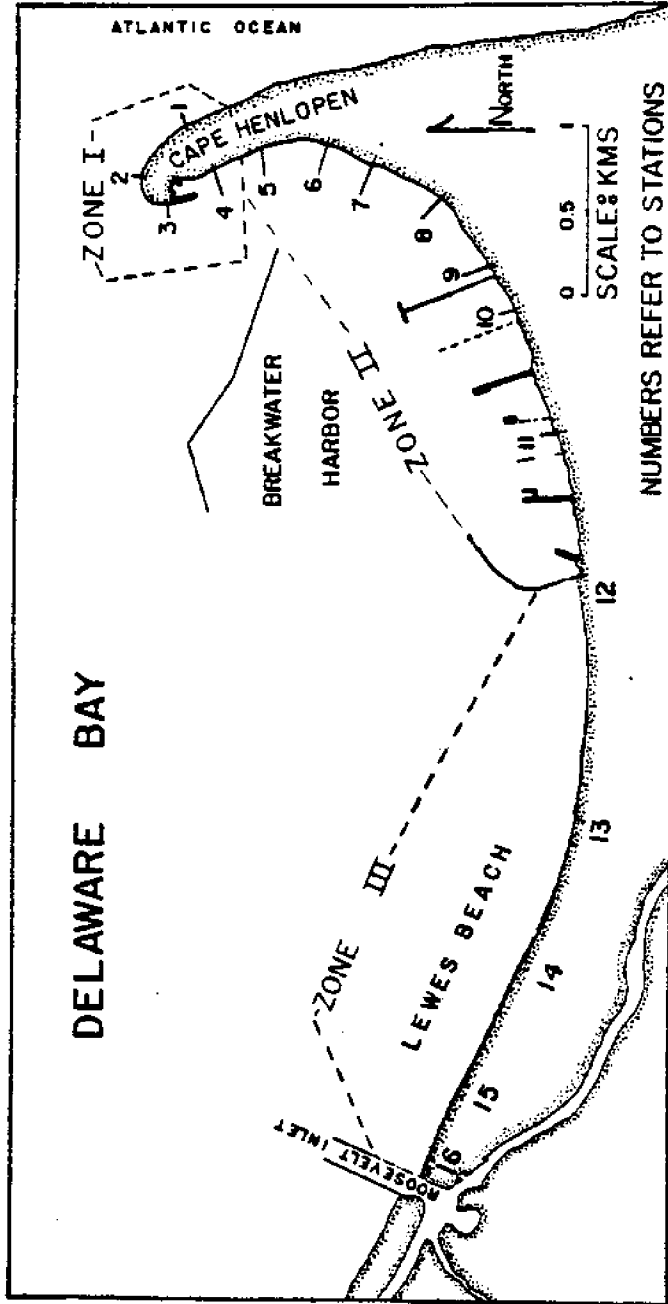 ATLANTIC OCEAN
ZONE I
CAPE HENLOPEN
1
2
3
4
5
6
7
8
9
10
11
12
13
14
15
16
NORTH
0 0.5 1
SCALE: KMS
NUMBERS REFER TO STATIONS
BREAKWATER
HARBOR
ZONE II
DELAWARE BAY
ZONE III
LEWES BEACH
ROOSEVELT INLET